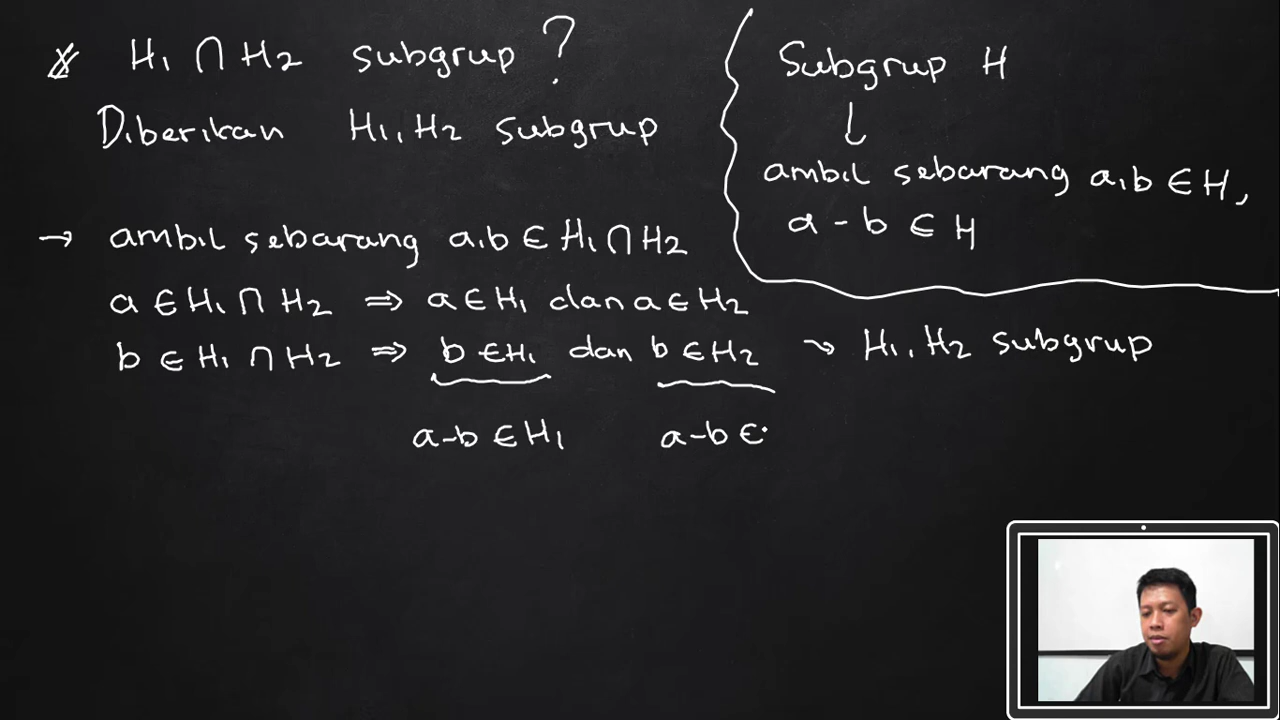 * H₁ ∩ H₂ subgrup ?
Diberikan H₁, H₂ subgrup
→ ambil sebarang a,b ∈ H₁ ∩ H₂
a ∈ H₁ ∩ H₂ ⇒ a ∈ H₁ dan a ∈ H₂
b ∈ H₁ ∩ H₂ ⇒ b ∈ H₁ dan b ∈ H₂ ⤳ H₁, H₂ subgrup
a-b ∈ H₁ a-b ∈
Subgrup H
↓
ambil sebarang a,b ∈ H,
a - b ∈ H